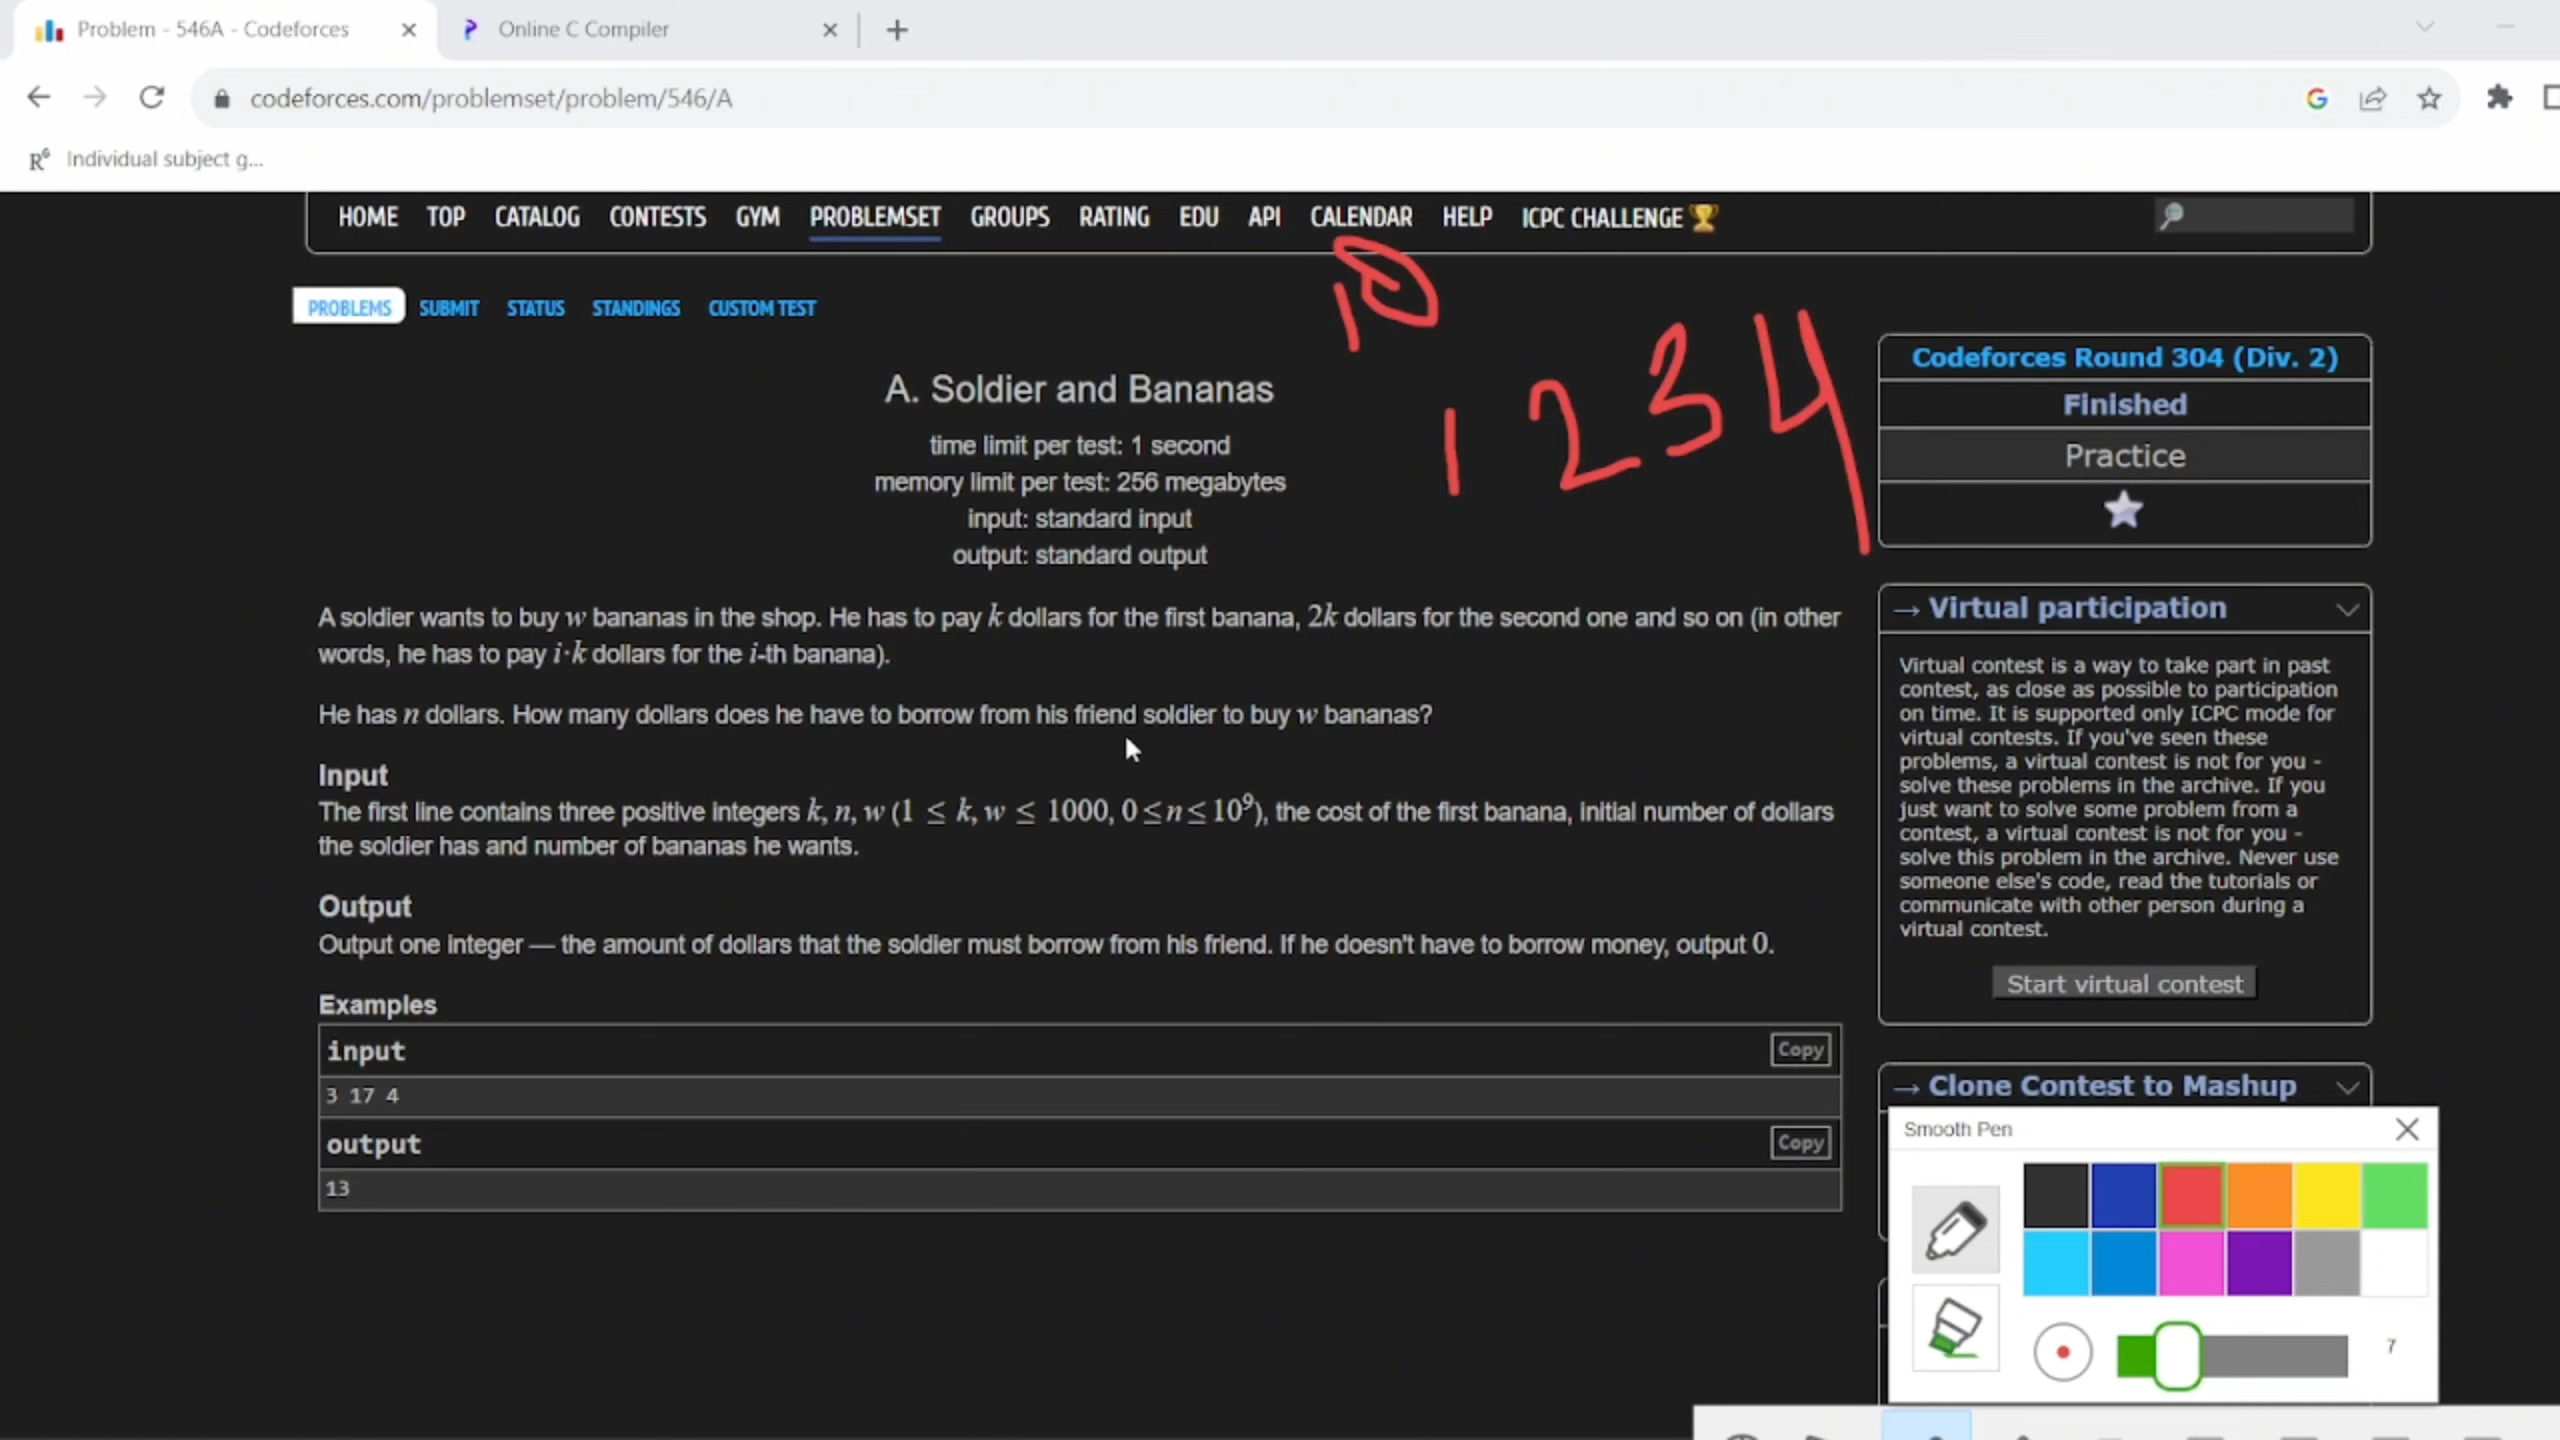 Problem - 546A - Codeforces
Online C Compiler
codeforces.com/problemset/problem/546/A
Individual subject g...
HOME TOP CATALOG CONTESTS GYM PROBLEMSET GROUPS RATING EDU API CALENDAR HELP ICPC CHALLENGE
10
PROBLEMS SUBMIT STATUS STANDINGS CUSTOM TEST
1 2 3 4
A. Soldier and Bananas
time limit per test: 1 second
memory limit per test: 256 megabytes
input: standard input
output: standard output
A soldier wants to buy w bananas in the shop. He has to pay k dollars for the first banana, 2k dollars for the second one and so on (in other
words, he has to pay i·k dollars for the i-th banana).
He has n dollars. How many dollars does he have to borrow from his friend soldier to buy w bananas?
Input
The first line contains three positive integers k, n, w (1 ≤ k, w ≤ 1000, 0 ≤ n ≤ 10⁹), the cost of the first banana, initial number of dollars
the soldier has and number of bananas he wants.
Output
Output one integer — the amount of dollars that the soldier must borrow from his friend. If he doesn't have to borrow money, output 0.
Examples
input
Copy
3 17 4
output
Copy
13
Codeforces Round 304 (Div. 2)
Finished
Practice
→ Virtual participation
Virtual contest is a way to take part in past
contest, as close as possible to participation
on time. It is supported only ICPC mode for
virtual contests. If you've seen these
problems, a virtual contest is not for you -
solve these problems in the archive. If you
just want to solve some problem from a
contest, a virtual contest is not for you -
solve this problem in the archive. Never use
someone else's code, read the tutorials or
communicate with other person during a
virtual contest.
Start virtual contest
→ Clone Contest to Mashup
Smooth Pen
7